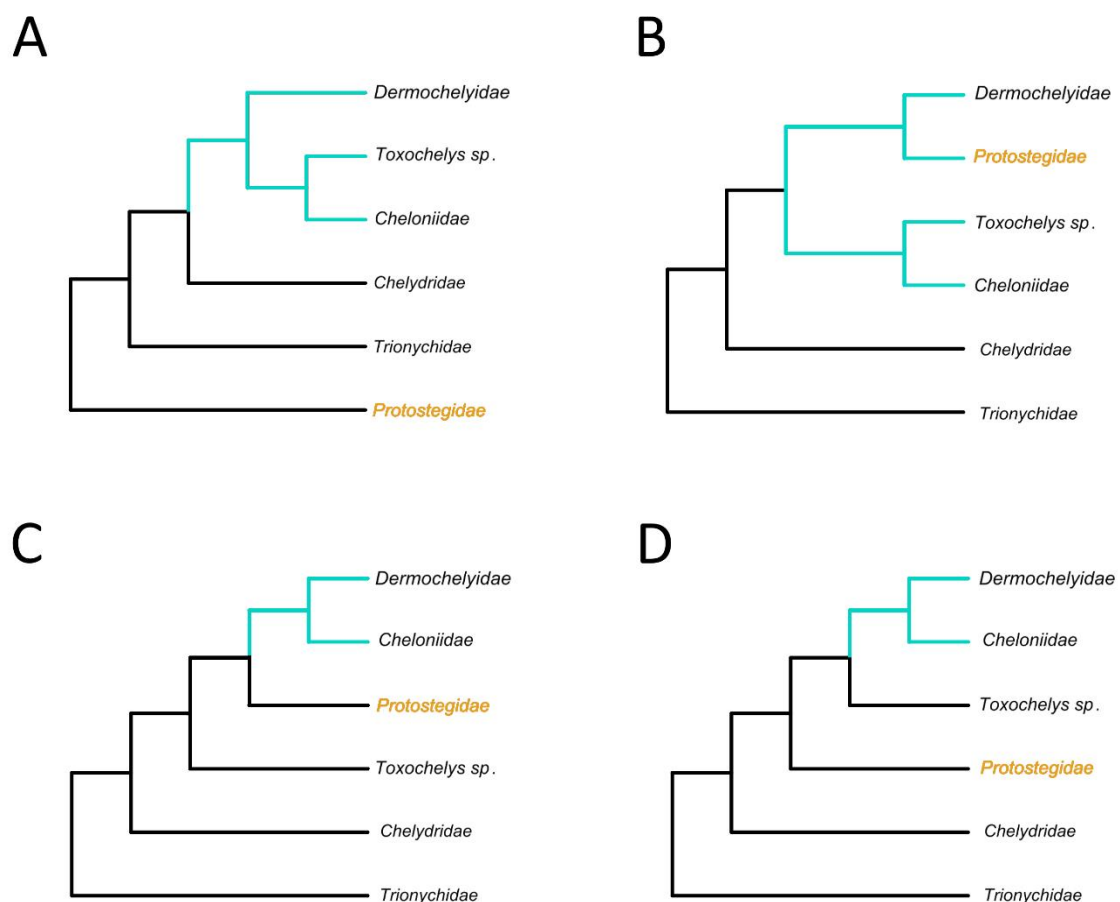 A
Dermochelyidae
Toxochelys sp.
Cheloniidae
Chelydridae
Trionychidae
Protostegidae
B
Dermochelyidae
Protostegidae
Toxochelys sp.
Cheloniidae
Chelydridae
Trionychidae
C
Dermochelyidae
Cheloniidae
Protostegidae
Toxochelys sp.
Chelydridae
Trionychidae
D
Dermochelyidae
Cheloniidae
Toxochelys sp.
Protostegidae
Chelydridae
Trionychidae